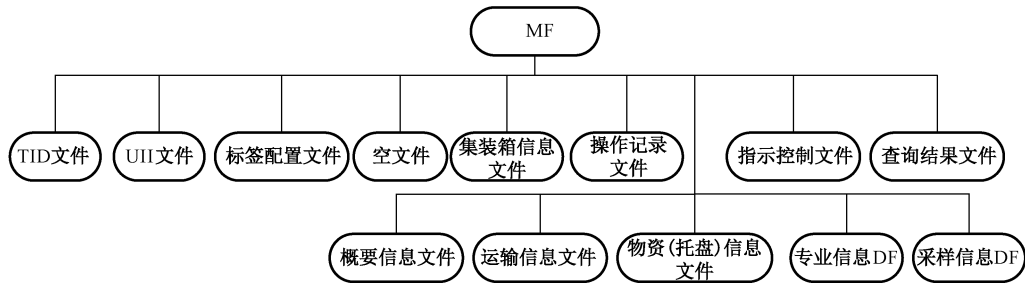 MF
TID文件
UII文件
标签配置文件
空文件
集装箱信息
文件
操作记录
文件
指示控制文件
查询结果文件
概要信息文件
运输信息文件
物资(托盘)信息
文件
专业信息DF
采样信息DF